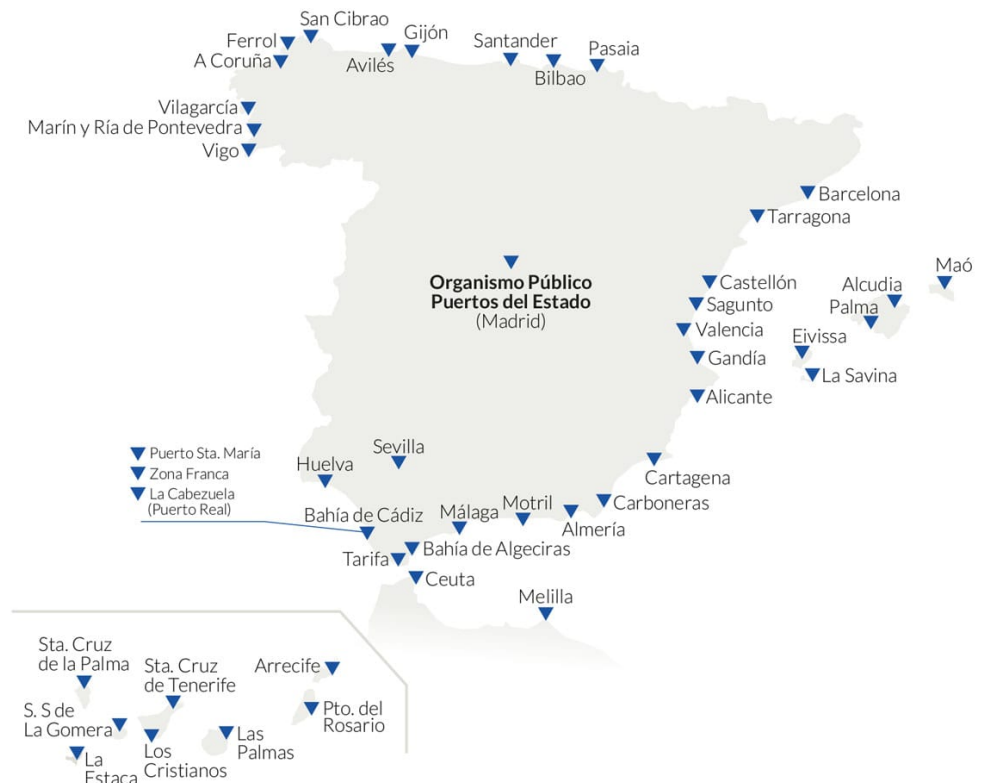 San Cibrao
Ferrol
Gijón
A Coruña
Avilés
Santander
Pasaia
Bilbao
Vilagarcía
Marín y Ría de Pontevedra
Vigo
Barcelona
Tarragona
Organismo Público
Puertos del Estado
(Madrid)
Castellón
Sagunto
Valencia
Gandía
Alicante
Maó
Alcudia
Palma
Eivissa
La Savina
Puerto Sta. María
Zona Franca
La Cabezuela
(Puerto Real)
Sevilla
Huelva
Bahía de Cádiz
Málaga
Motril
Almería
Cartagena
Carboneras
Bahía de Algeciras
Tarifa
Ceuta
Melilla
Sta. Cruz
de la Palma
Sta. Cruz
de Tenerife
Arrecife
S. S de
La Gomera
Pto. del
Rosario
La
Estaca
Los
Cristianos
Las
Palmas